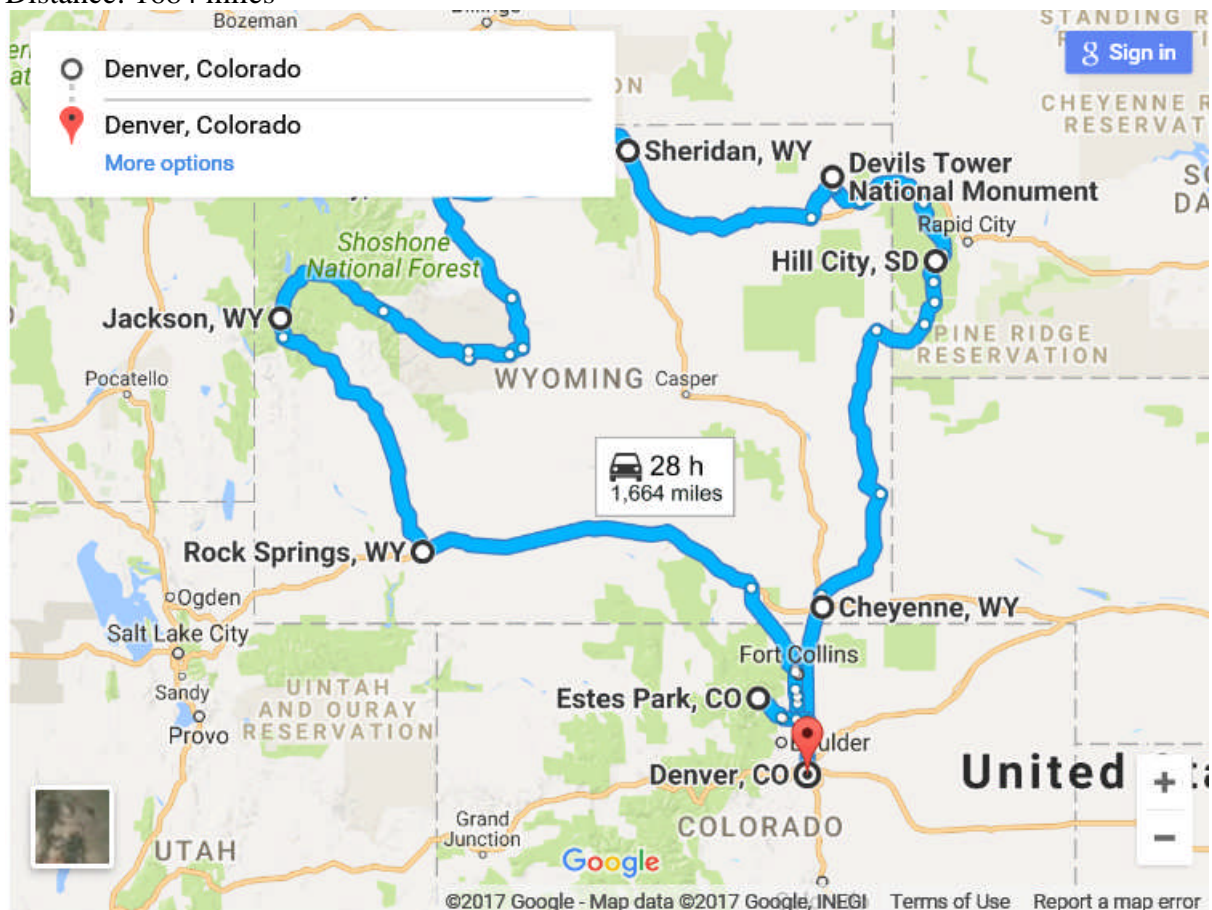 Bozeman
Denver, Colorado
Denver, Colorado
More options
Sign in
STANDING R
CHEYENNE R
RESERVAT
Sheridan, WY
Devils Tower
National Monument
Rapid City
Hill City, SD
Shoshone
National Forest
Jackson, WY
PINE RIDGE
RESERVATION
Pocatello
WYOMING
Casper
28 h
1,664 miles
Rock Springs, WY
Ogden
Cheyenne, WY
Salt Lake City
Fort Collins
Sandy
UINTAH
AND OURAY
RESERVATION
Estes Park, CO
Provo
Boulder
Denver, CO
United
Grand
Junction
COLORADO
UTAH
Google
©2017 Google - Map data ©2017 Google, INEGI Terms of Use Report a map error